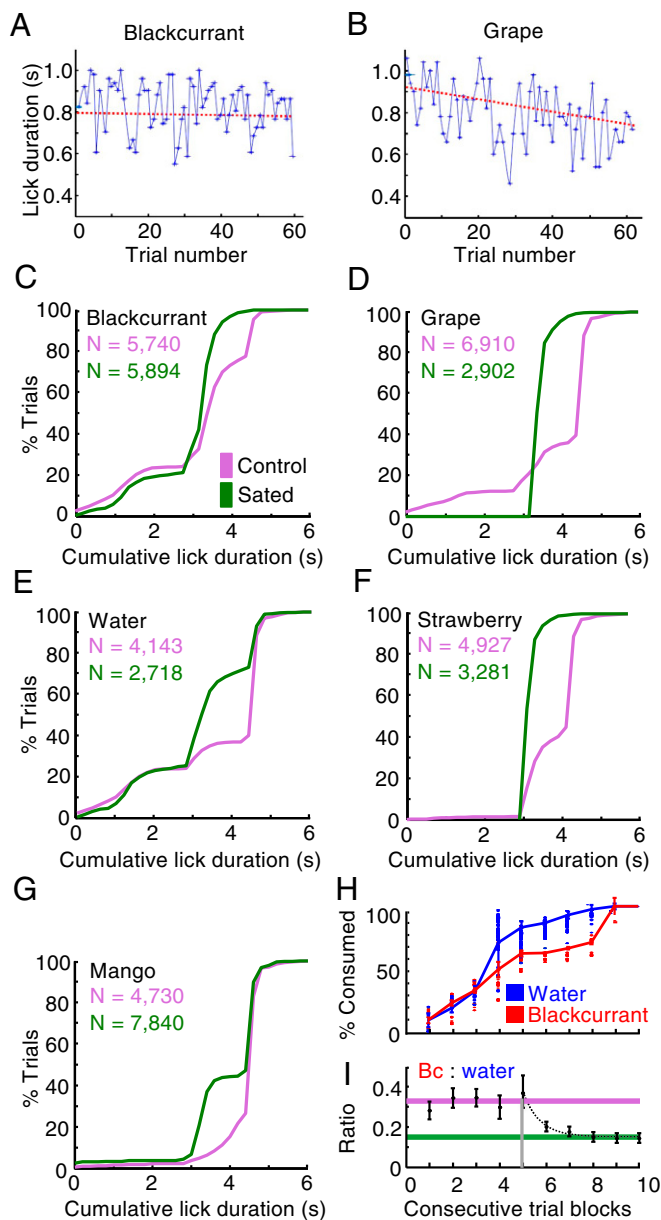 A
Blackcurrant
B
Grape
Lick duration (s)
1.0
0.8
0.6
0.4
0 20 40 60
Trial number
1.0
0.8
0.6
0.4
0 20 40 60
Trial number
C
Blackcurrant
N = 5,740
N = 5,894
Control
Sated
% Trials
100
80
60
40
20
0
0 2 4 6
Cumulative lick duration (s)
D
Grape
N = 6,910
N = 2,902
100
80
60
40
20
0
0 2 4 6
Cumulative lick duration (s)
E
Water
N = 4,143
N = 2,718
% Trials
100
80
60
40
20
0
0 2 4 6
Cumulative lick duration (s)
F
Strawberry
N = 4,927
N = 3,281
100
80
60
40
20
0
0 2 4 6
Cumulative lick duration (s)
G
Mango
N = 4,730
N = 7,840
% Trials
100
80
60
40
20
0
0 2 4 6
Cumulative lick duration (s)
H
% Consumed
100
50
0
Water
Blackcurrant
I
Bc : water
Ratio
0.4
0.2
0
0 2 4 6 8 10
Consecutive trial blocks